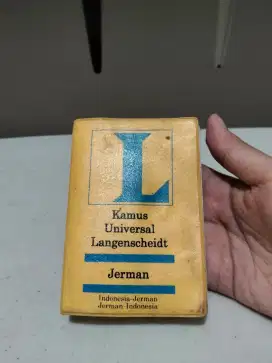 L
Kamus
Universal
Langenscheidt
Jerman
Indonesia-Jerman
Jerman-Indonesia